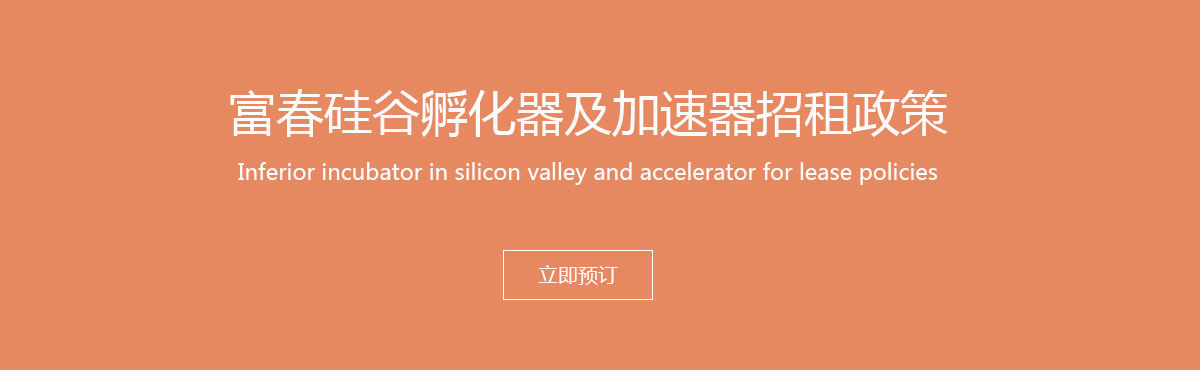 富春硅谷孵化器及加速器招租政策
Inferior incubator in silicon valley and accelerator for lease policies
立即预订